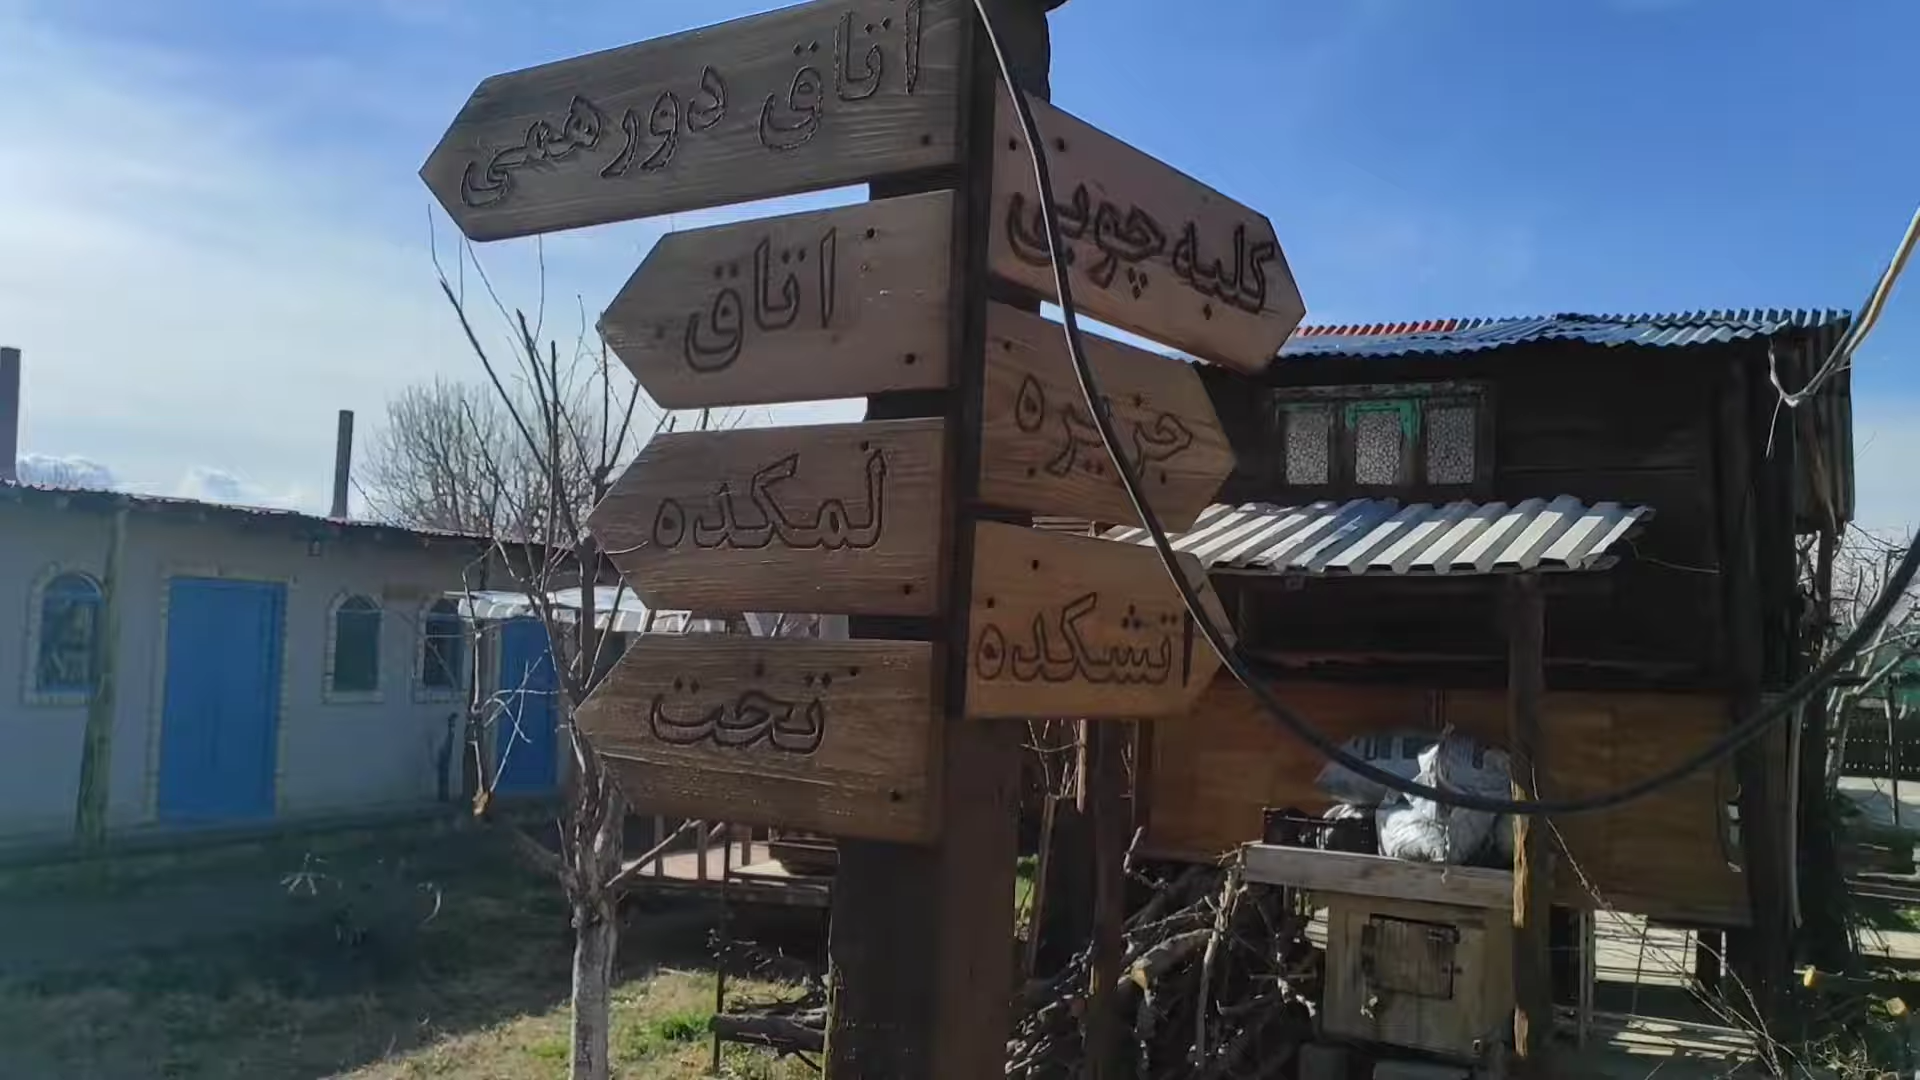 اتاق دورهمی
اتاق
لمکده
تخت
کلبه چوبی
جزیره
اتشکده